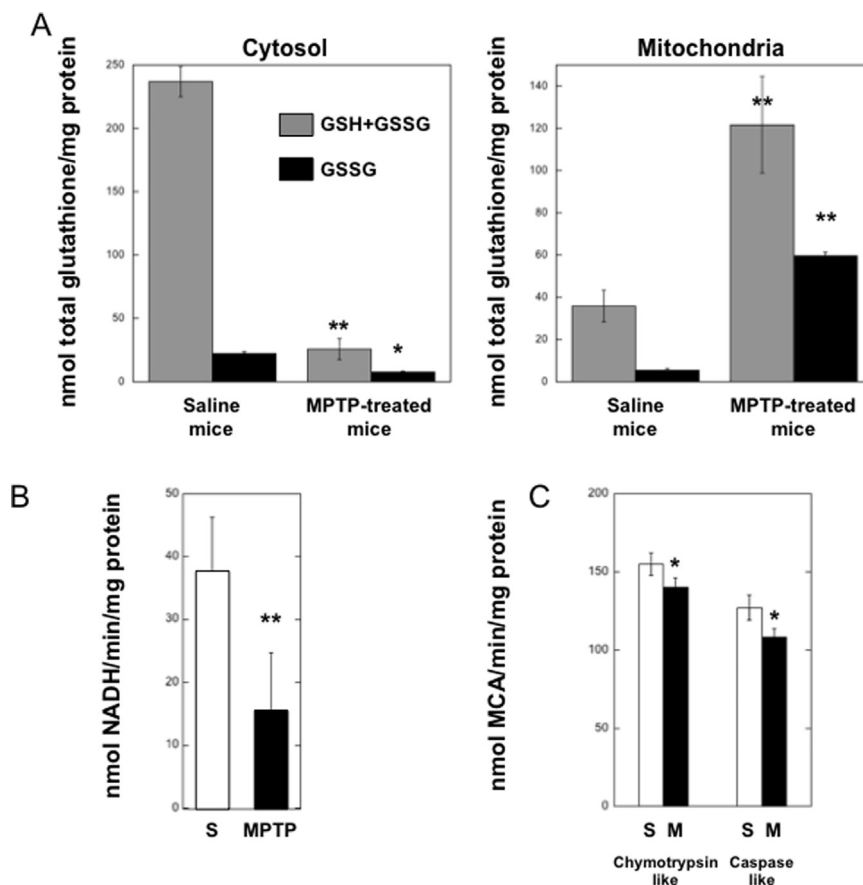 A
Cytosol
Mitochondria
nmol total glutathione/mg protein
250
200
150
100
50
0
GSH+GSSG
GSSG
**
*
Saline
mice
MPTP-treated
mice
nmol total glutathione/mg protein
140
120
100
80
60
40
20
0
**
**
Saline
mice
MPTP-treated
mice
B
nmol NADH/min/mg protein
50
40
30
20
10
0
**
S MPTP
C
nmol MCA/min/mg protein
200
150
100
50
0
*
*
S M S M
Chymotrypsin
like
Caspase
like